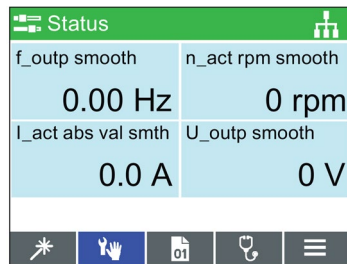 Status
f_outp smooth
0.00 Hz
n_act rpm smooth
0 rpm
I_act abs val smth
0.0 A
U_outp smooth
0 V
01